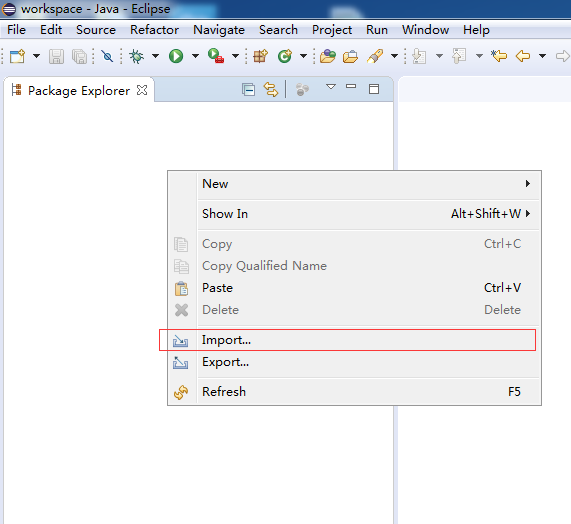 workspace - Java - Eclipse
File Edit Source Refactor Navigate Search Project Run Window Help
Package Explorer
New
Show In Alt+Shift+W
Copy Ctrl+C
Copy Qualified Name
Paste Ctrl+V
Delete Delete
Import...
Export...
Refresh F5